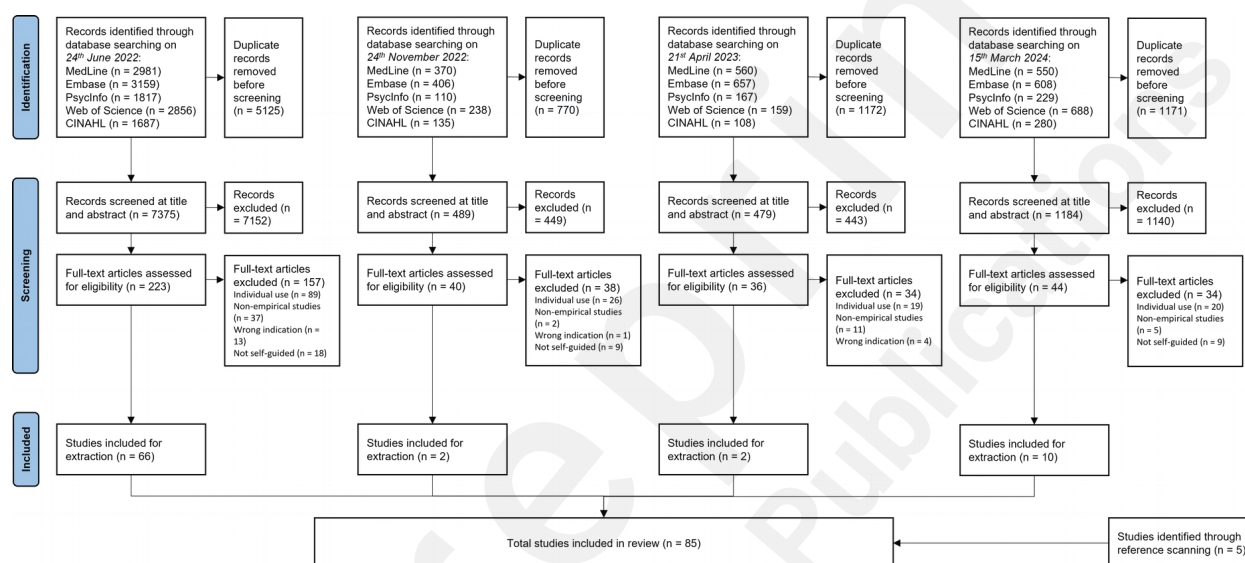 Identification
Records identified through
database searching on
24th June 2022:
MedLine (n = 2981)
Embase (n = 3159)
PsycInfo (n = 1817)
Web of Science (n = 2856)
CINAHL (n = 1687)
Duplicate
records
removed
before
screening
(n = 5125)
Records identified through
database searching on
24th November 2022:
MedLine (n = 370)
Embase (n = 406)
PsycInfo (n = 110)
Web of Science (n = 238)
CINAHL (n = 135)
Duplicate
records
removed
before
screening
(n = 770)
Records identified through
database searching on
21st April 2023:
MedLine (n = 560)
Embase (n = 657)
PsycInfo (n = 167)
Web of Science (n = 159)
CINAHL (n = 108)
Duplicate
records
removed
before
screening
(n = 1172)
Records identified through
database searching on
15th March 2024:
MedLine (n = 550)
Embase (n = 608)
PsycInfo (n = 229)
Web of Science (n = 688)
CINAHL (n = 280)
Duplicate
records
removed
before
screening
(n = 1171)
Screening
Records screened at title
and abstract (n = 7375)
Records
excluded (n
= 7152)
Records screened at title
and abstract (n = 489)
Records
excluded
(n = 449)
Records screened at title
and abstract (n = 479)
Records
excluded
(n = 443)
Records screened at title
and abstract (n = 1184)
Records
excluded
(n = 1140)
Full-text articles assessed
for eligibility (n = 223)
Full-text articles
excluded (n = 157)
Individual use (n = 89)
Non-empirical studies
(n = 37)
Wrong indication (n =
13)
Not self-guided (n = 18)
Full-text articles assessed
for eligibility (n = 40)
Full-text articles
excluded (n = 38)
Individual use (n = 26)
Non-empirical studies
(n = 2)
Wrong indication (n = 1)
Not self-guided (n = 9)
Full-text articles assessed
for eligibility (n = 36)
Full-text articles
excluded (n = 34)
Individual use (n = 19)
Non-empirical studies
(n = 11)
Wrong indication (n = 4)
Full-text articles assessed
for eligibility (n = 44)
Full-text articles
excluded (n = 34)
Individual use (n = 20)
Non-empirical studies
(n = 5)
Not self-guided (n = 9)
Included
Studies included for
extraction (n = 66)
Studies included for
extraction (n = 2)
Studies included for
extraction (n = 2)
Studies included for
extraction (n = 10)
Total studies included in review (n = 85)
Studies identified through
reference scanning (n = 5)
Preprin
Publications